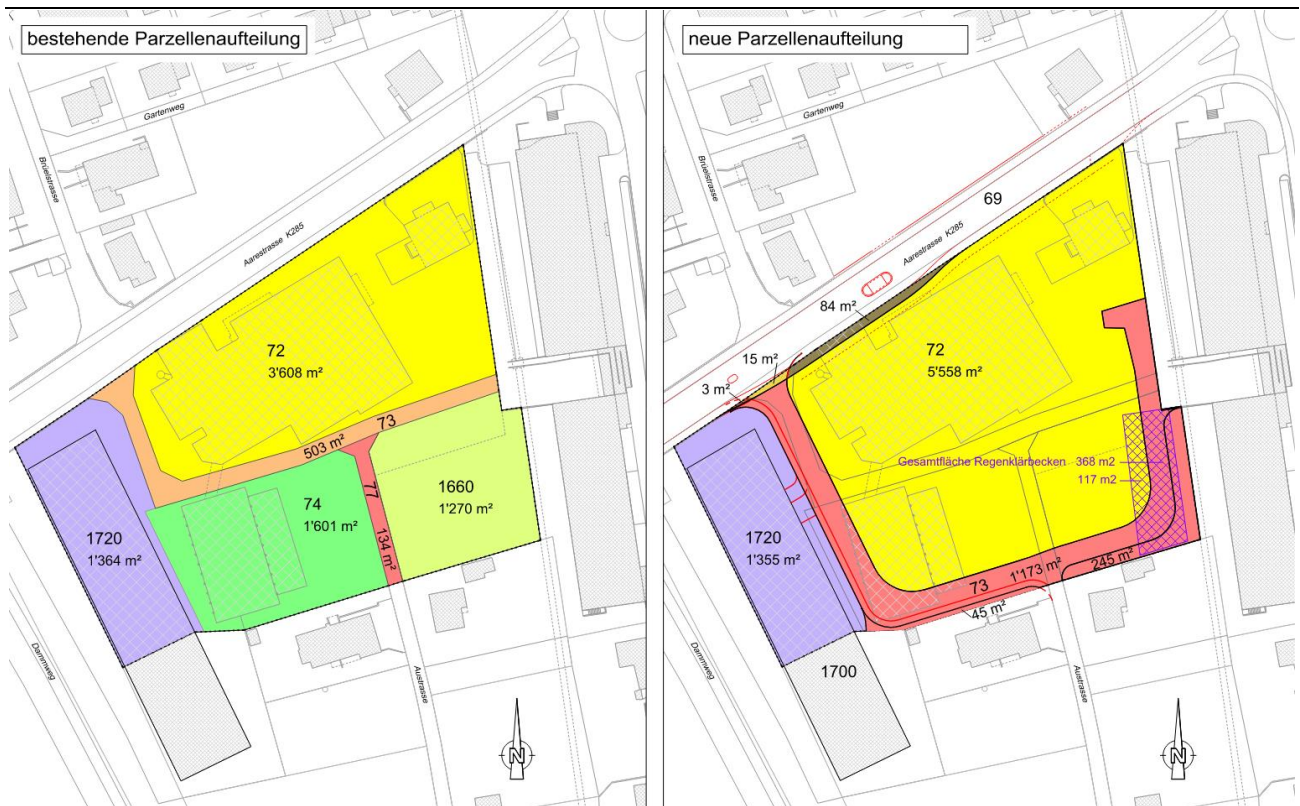 bestehende Parzellenaufteilung
Gartenweg
Brüelstrasse
Aarestrasse K285
72
3'608 m²
73
503 m²
74
1'601 m²
77
134 m²
1660
1'270 m²
1720
1'364 m²
Dammweg
Austrasse
N
neue Parzellenaufteilung
Gartenweg
Brüelstrasse
69
Aarestrasse K285
84 m²
72
5'558 m²
15 m²
3 m²
Gesamtfläche Regenklärbecken 368 m2
117 m2
1720
1'355 m²
73
1'173 m²
245 m²
45 m²
1700
Dammweg
Austrasse
N